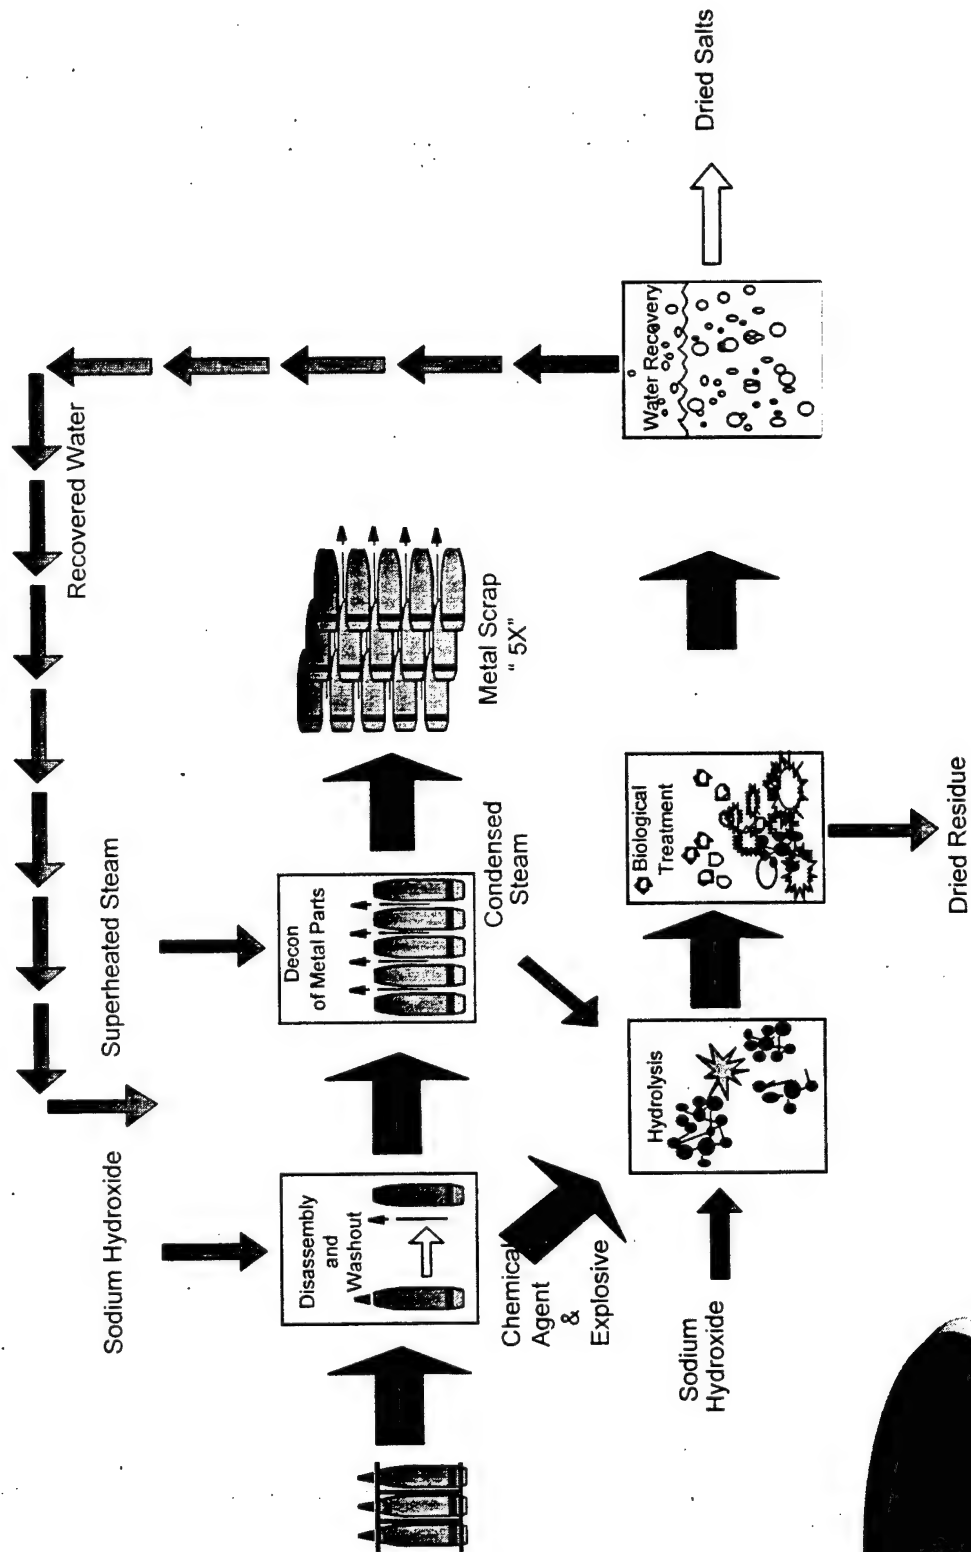 Recovered Water
Sodium Hydroxide
Superheated Steam
Disassembly
and
Washout
Decon
of Metal Parts
Metal Scrap
" 5X"
Chemical
Agent
&
Explosive
Condensed
Steam
Sodium
Hydroxide
Hydrolysis
Biological
Treatment
Water Recovery
Dried Salts
Dried Residue